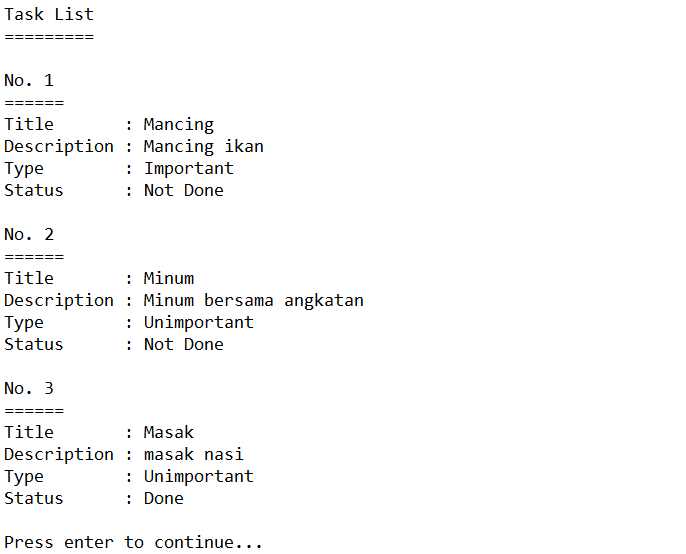 Task List
=========
No. 1
======
Title       : Mancing
Description : Mancing ikan
Type        : Important
Status      : Not Done
No. 2
======
Title       : Minum
Description : Minum bersama angkatan
Type        : Unimportant
Status      : Not Done
No. 3
======
Title       : Masak
Description : masak nasi
Type        : Unimportant
Status      : Done
Press enter to continue...